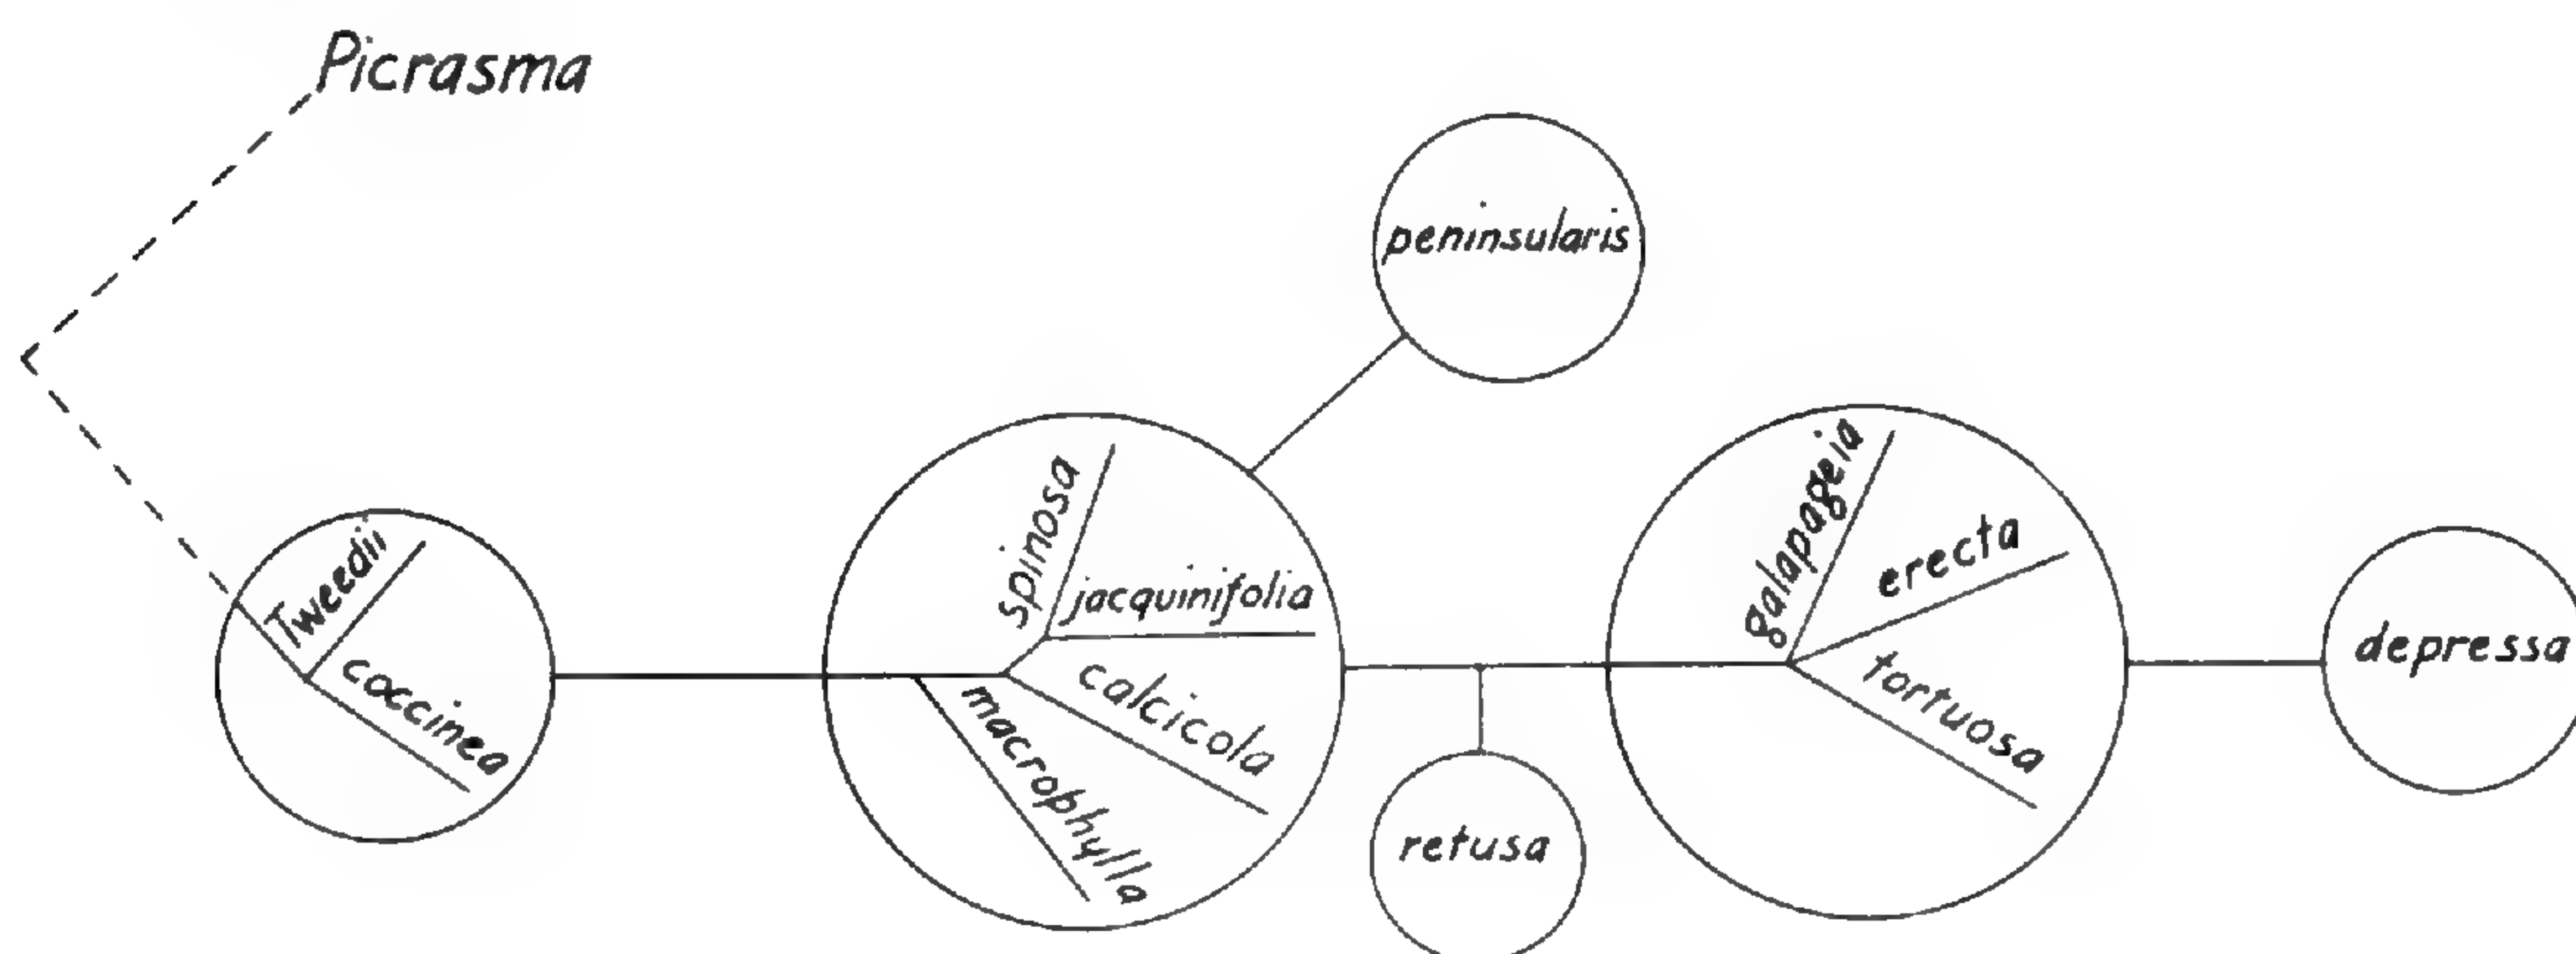 Picrasma
peninsularis
Tweedii
coccinea
spinosa
jacquinifolia
calcicola
macrophylla
retusa
galapageia
erecta
tortuosa
depressa